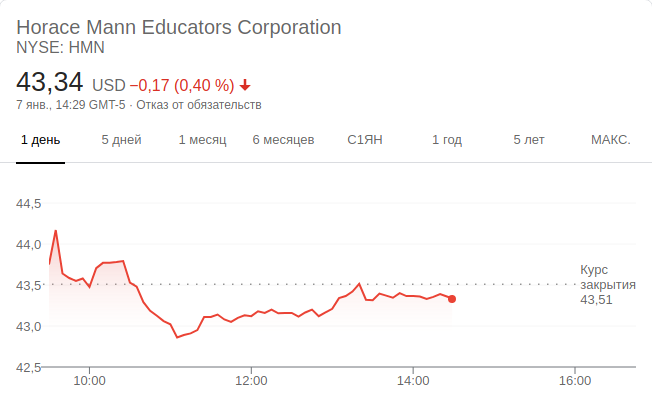 Horace Mann Educators Corporation
NYSE: HMN
43,34 USD −0,17 (0,40 %)
7 янв., 14:29 GMT-5 · Отказ от обязательств
1 день 5 дней 1 месяц 6 месяцев С1ЯН 1 год 5 лет МАКС.
44,5
44,0
43,5
43,0
42,5
Курс
закрытия
43,51
10:00 12:00 14:00 16:00